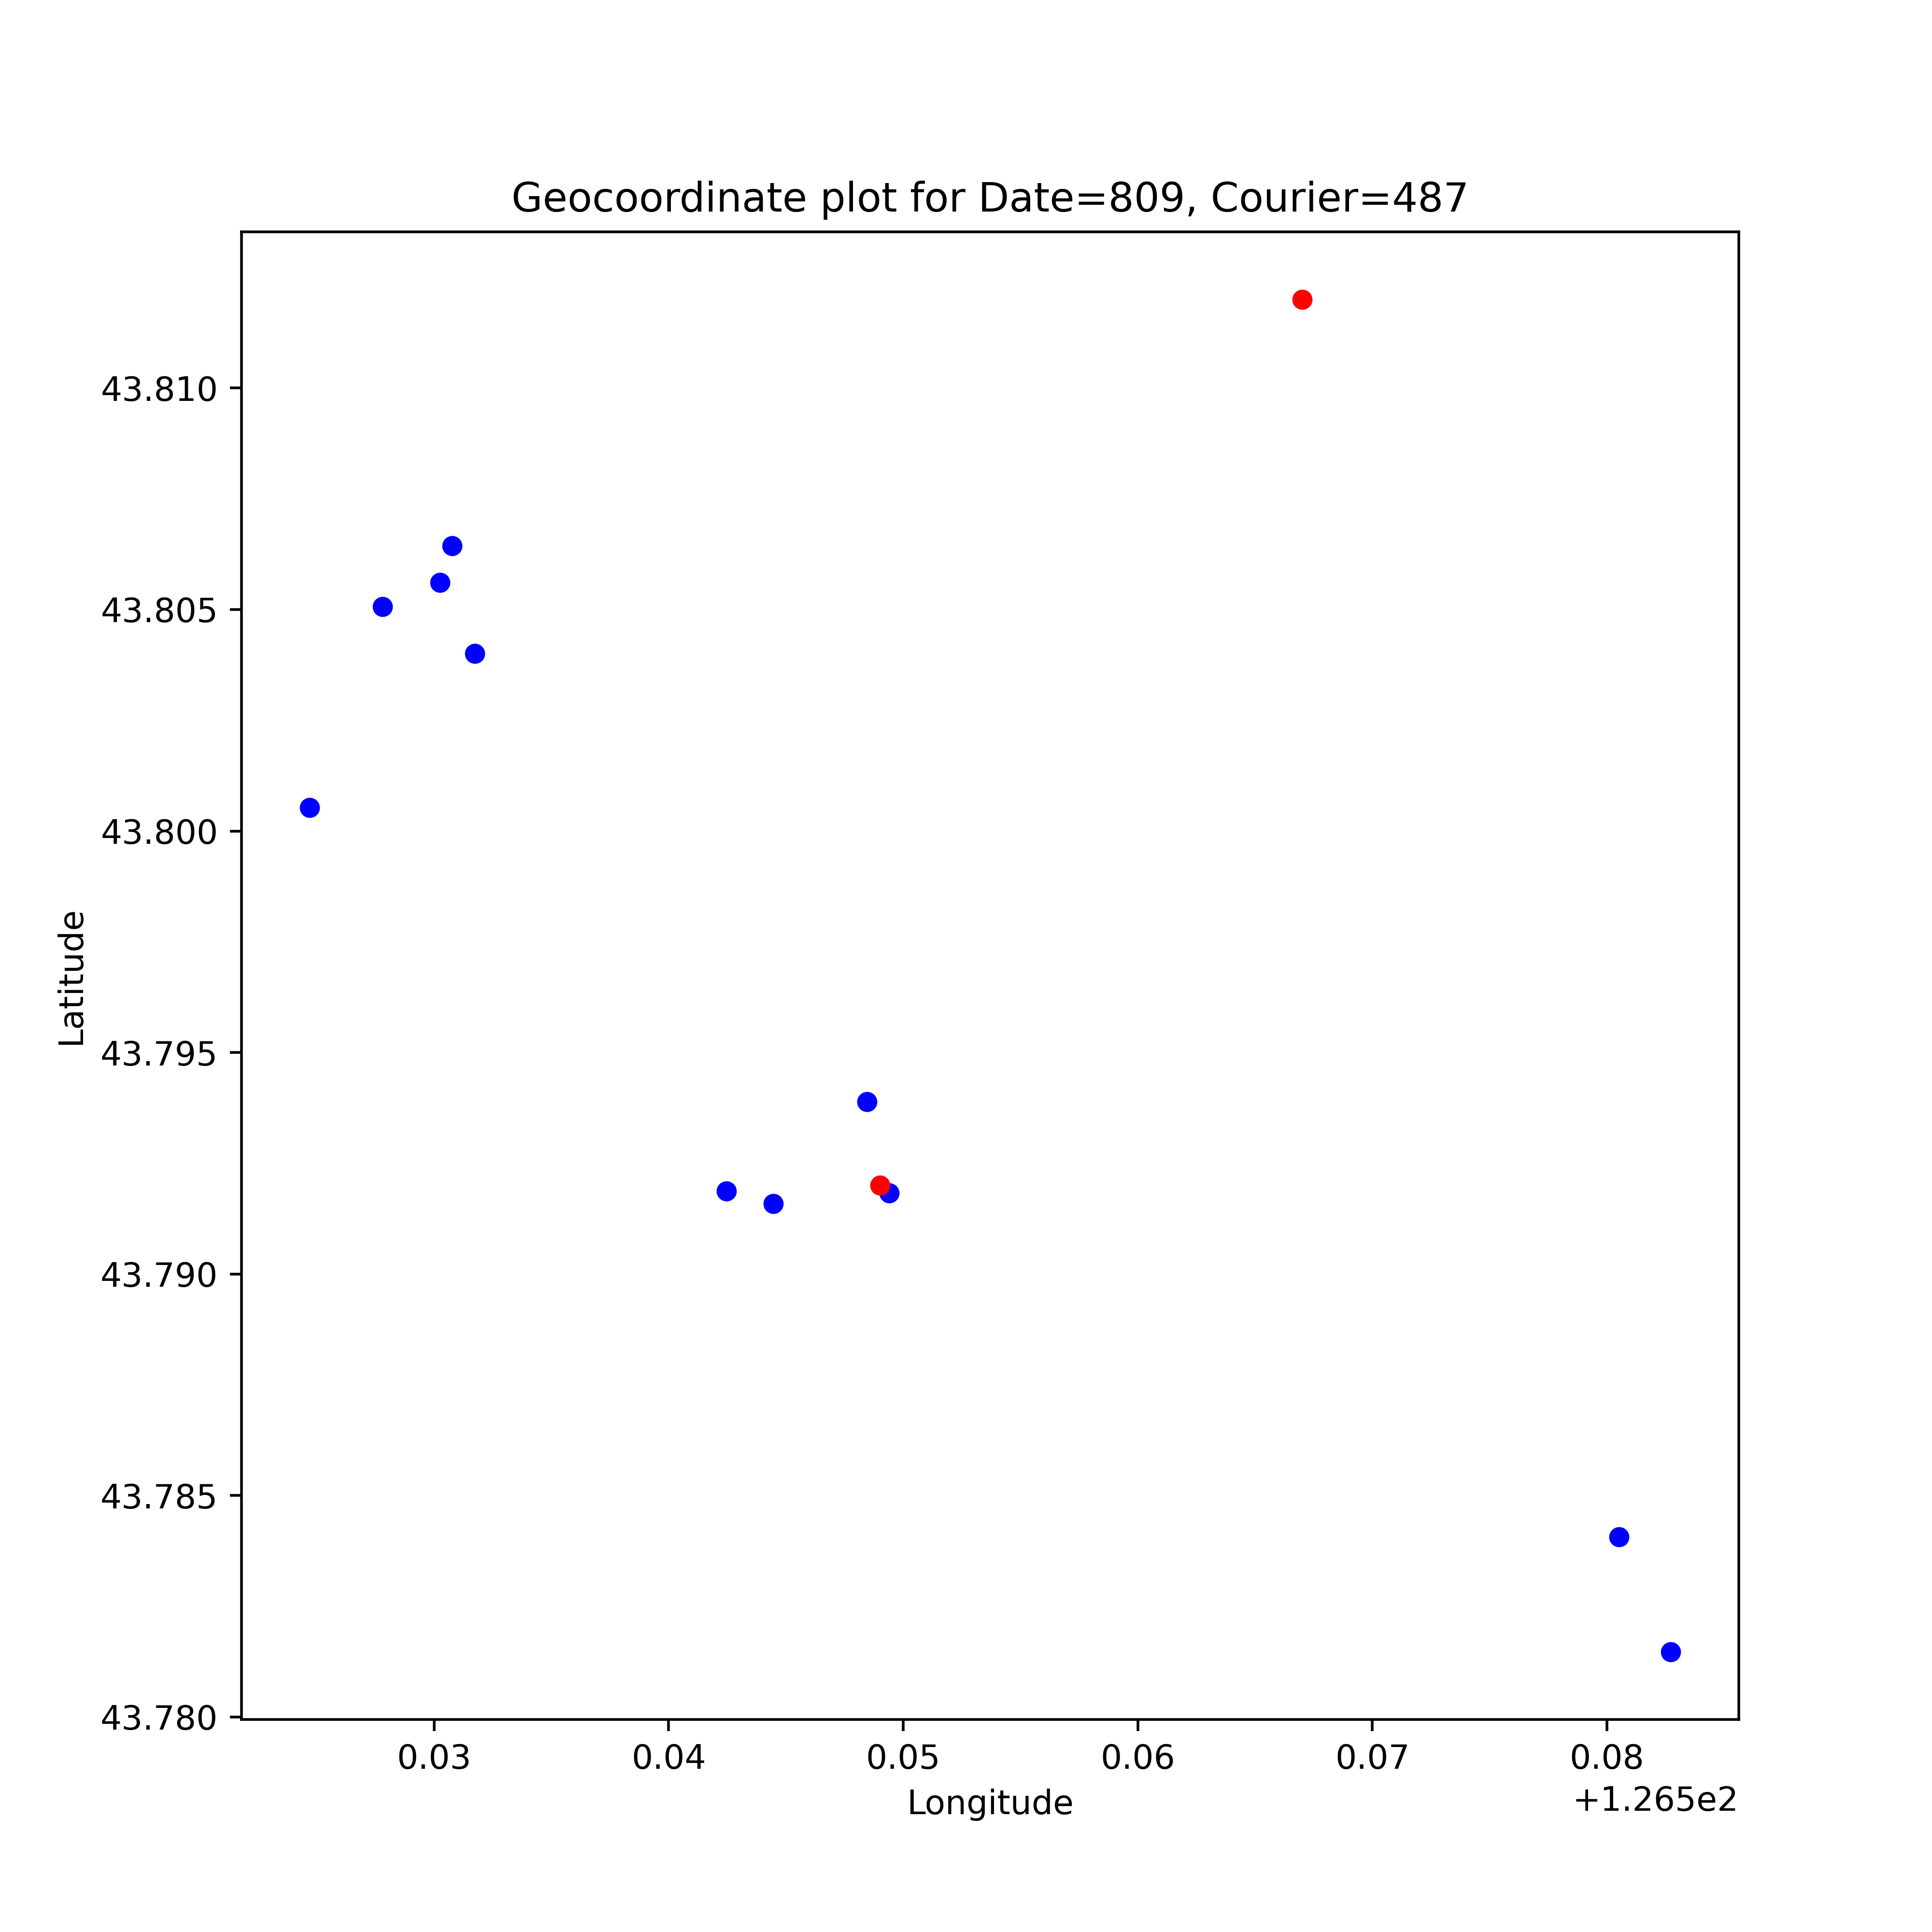 Geocoordinate plot for Date=809, Courier=487
43.810
43.805
43.800
43.795
43.790
43.785
43.780
Latitude
0.03 0.04 0.05 0.06 0.07 0.08
+1.265e2
Longitude